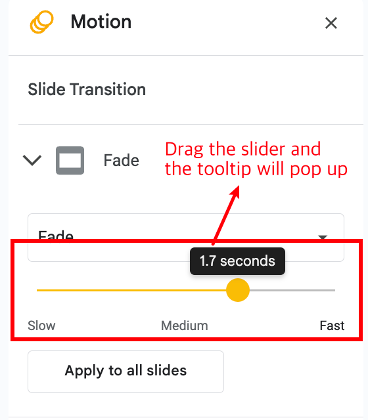 Motion
Slide Transition
Fade
Drag the slider and
the tooltip will pop up
Fade
1.7 seconds
Slow
Medium
Fast
Apply to all slides